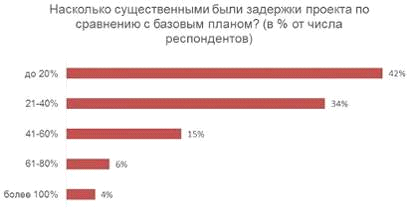 Насколько существенными были задержки проекта по
сравнению с базовым планом? (в % от числа
респондентов)
до 20% 42%
21-40% 34%
41-60% 15%
61-80% 6%
более 100% 4%